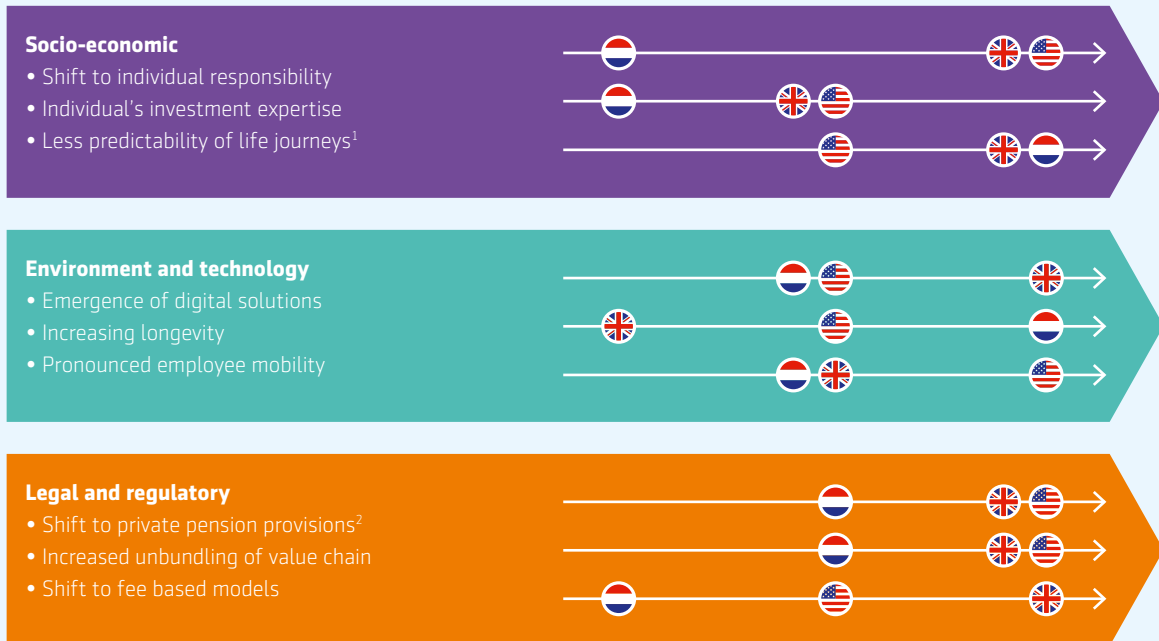 Socio-economic
• Shift to individual responsibility
• Individual's investment expertise
• Less predictability of life journeys¹
Environment and technology
• Emergence of digital solutions
• Increasing longevity
• Pronounced employee mobility
Legal and regulatory
• Shift to private pension provisions²
• Increased unbundling of value chain
• Shift to fee based models